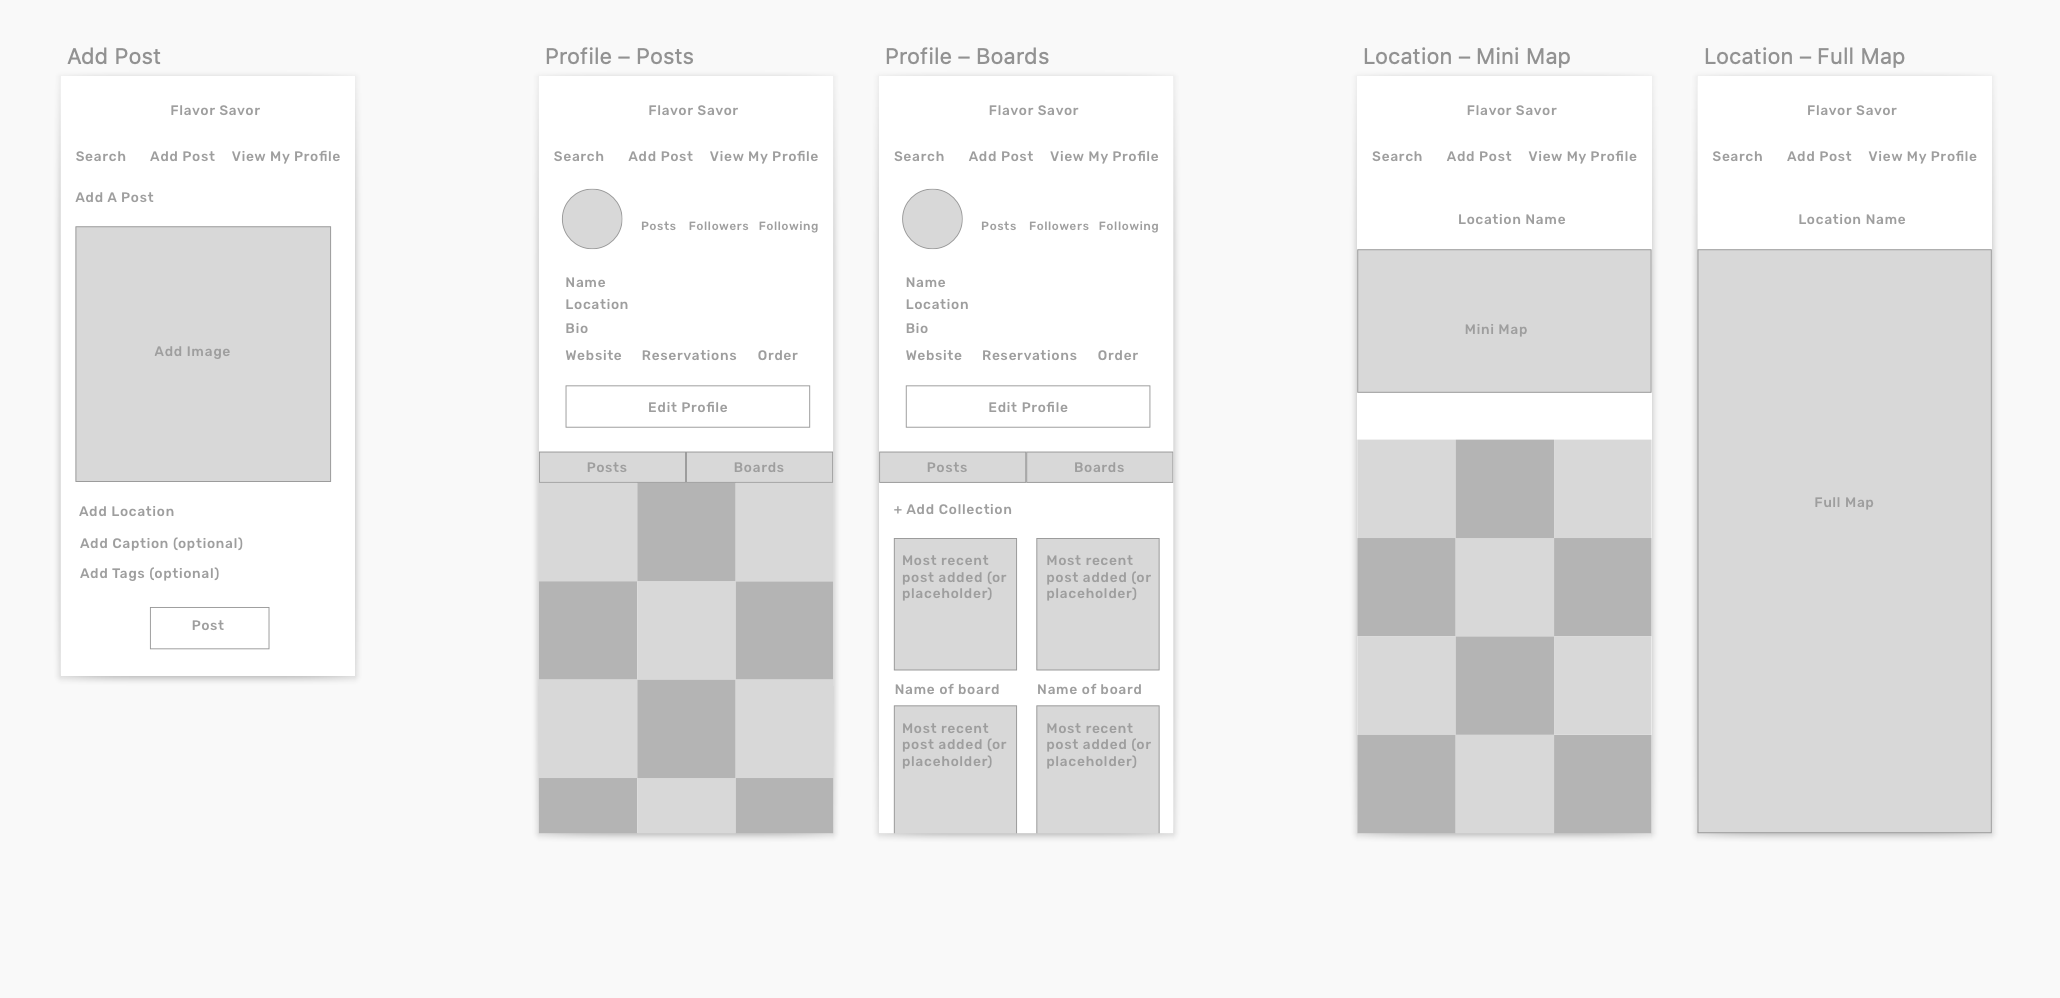 Add Post
Flavor Savor
Search Add Post View My Profile
Add A Post
Add Image
Add Location
Add Caption (optional)
Add Tags (optional)
Post
Profile – Posts
Flavor Savor
Search Add Post View My Profile
Posts Followers Following
Name
Location
Bio
Website Reservations Order
Edit Profile
Posts Boards
Profile – Boards
Flavor Savor
Search Add Post View My Profile
Posts Followers Following
Name
Location
Bio
Website Reservations Order
Edit Profile
Posts Boards
+ Add Collection
Most recent
post added (or
placeholder)
Name of board
Most recent
post added (or
placeholder)
Name of board
Most recent
post added (or
placeholder)
Most recent
post added (or
placeholder)
Location – Mini Map
Flavor Savor
Search Add Post View My Profile
Location Name
Mini Map
Location – Full Map
Flavor Savor
Search Add Post View My Profile
Location Name
Full Map